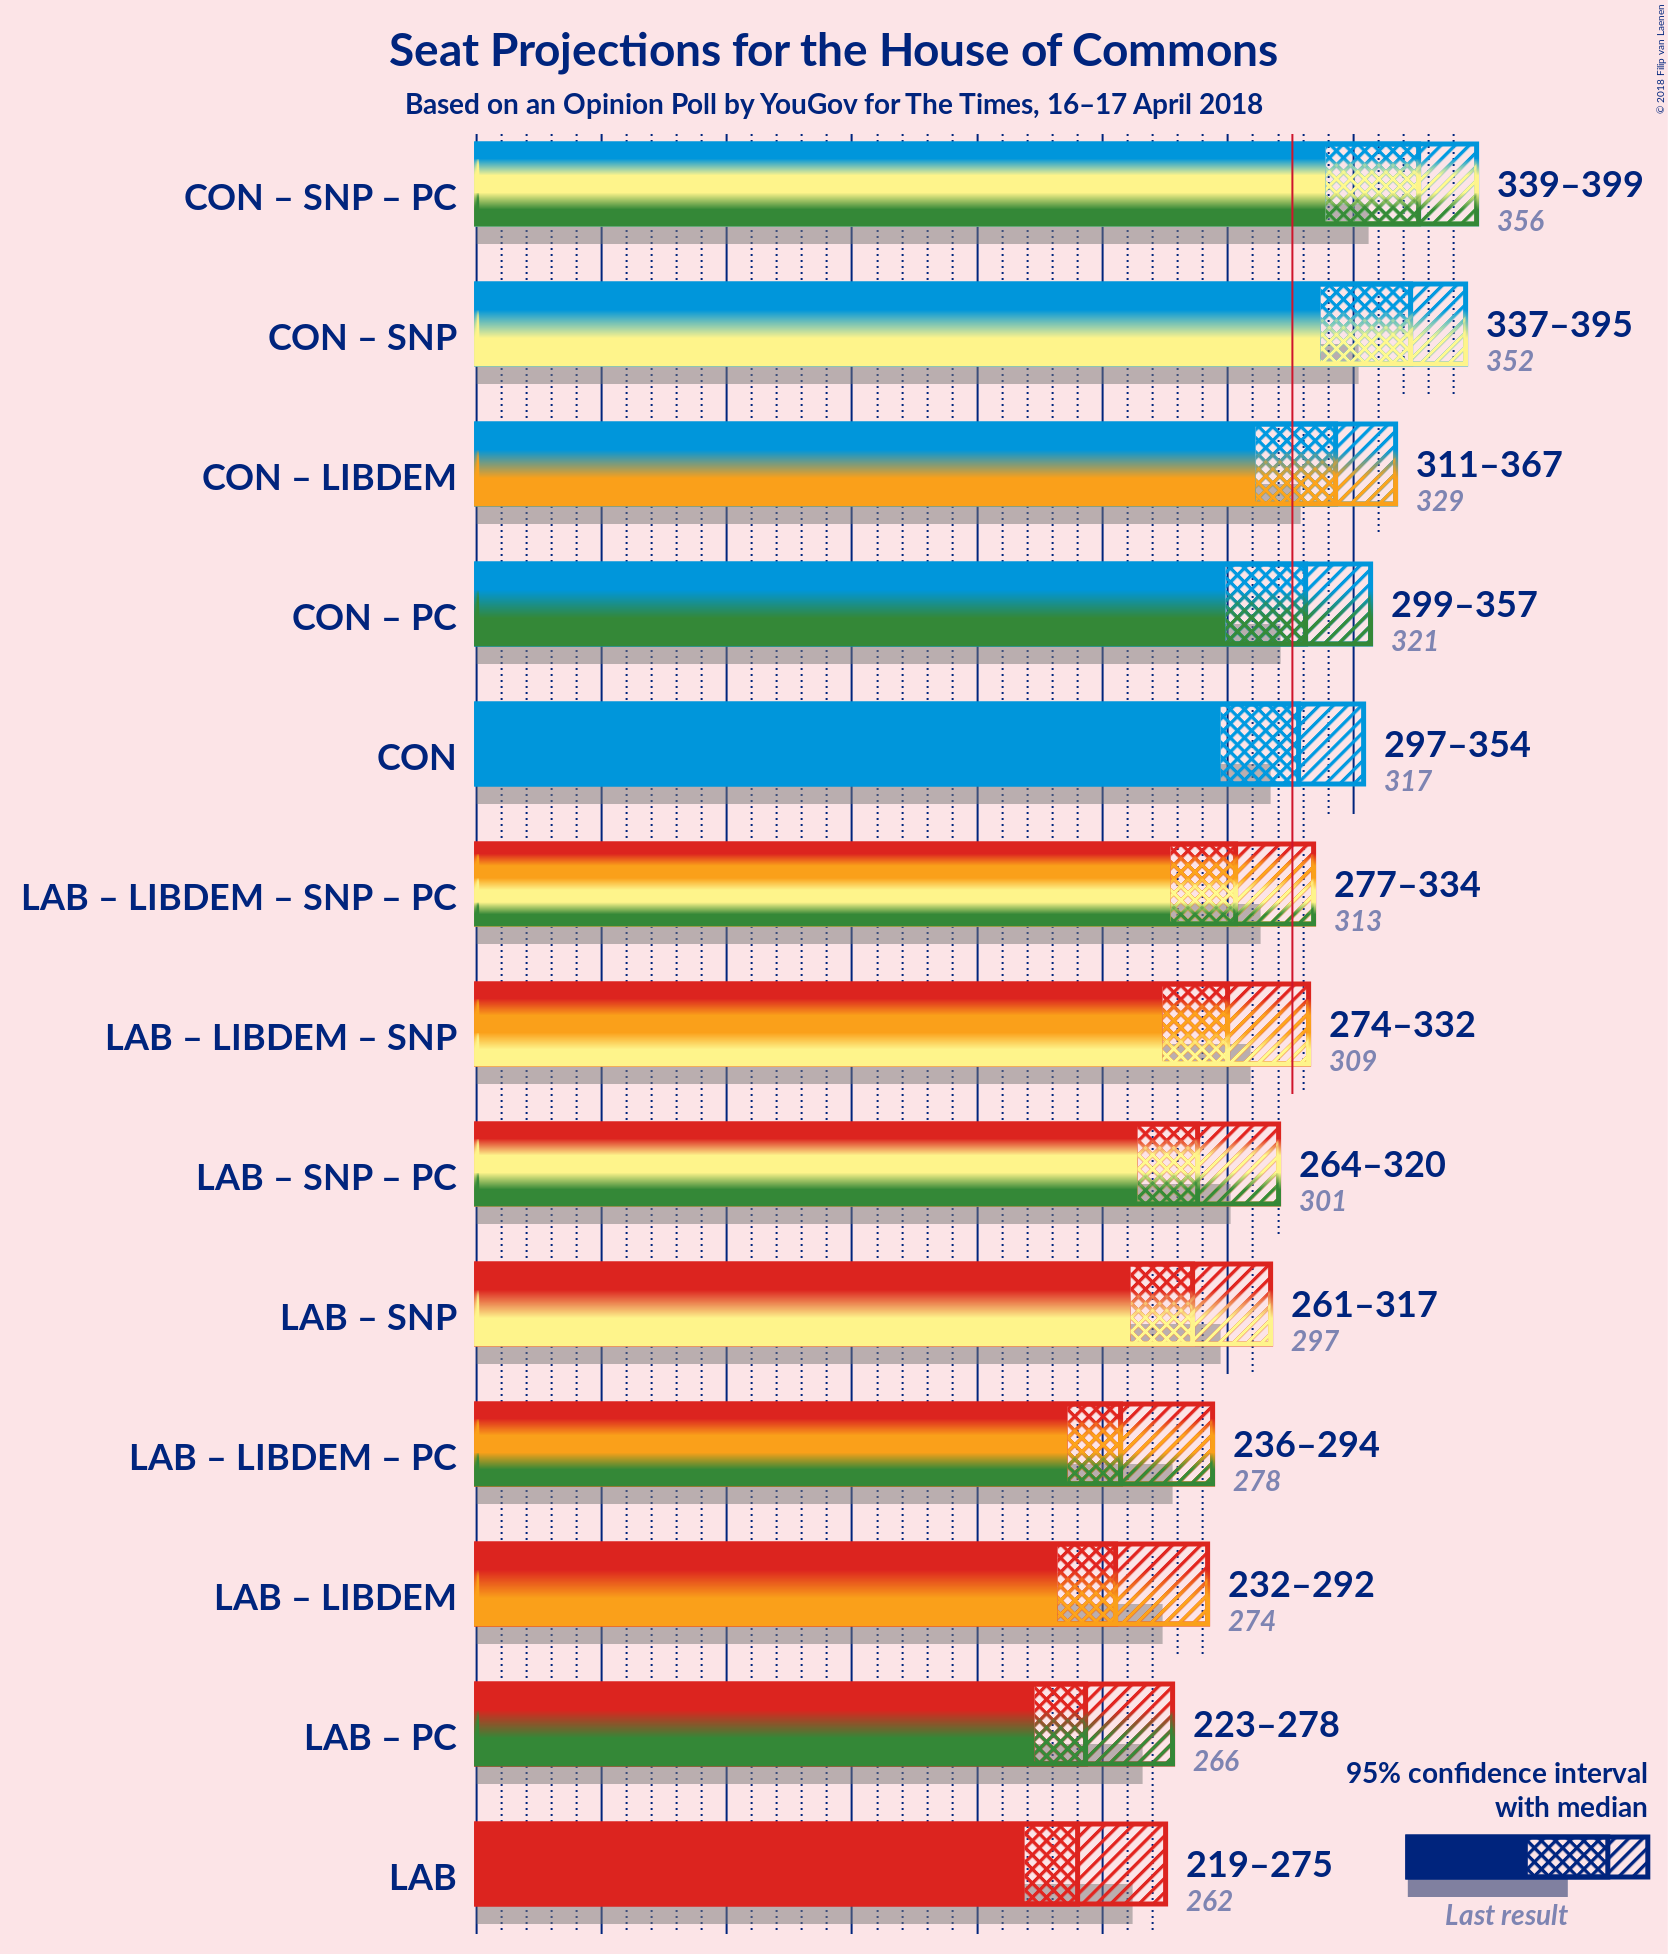 Seat Projections for the House of Commons
Based on an Opinion Poll by YouGov for The Times, 16–17 April 2018
© 2018 Filip van Laenen
CON – SNP – PC
339–399
356
CON – SNP
337–395
352
CON – LIBDEM
311–367
329
CON – PC
299–357
321
CON
297–354
317
LAB – LIBDEM – SNP – PC
277–334
313
LAB – LIBDEM – SNP
274–332
309
LAB – SNP – PC
264–320
301
LAB – SNP
261–317
297
LAB – LIBDEM – PC
236–294
278
LAB – LIBDEM
232–292
274
LAB – PC
223–278
266
LAB
219–275
262
95% confidence interval
with median
Last result